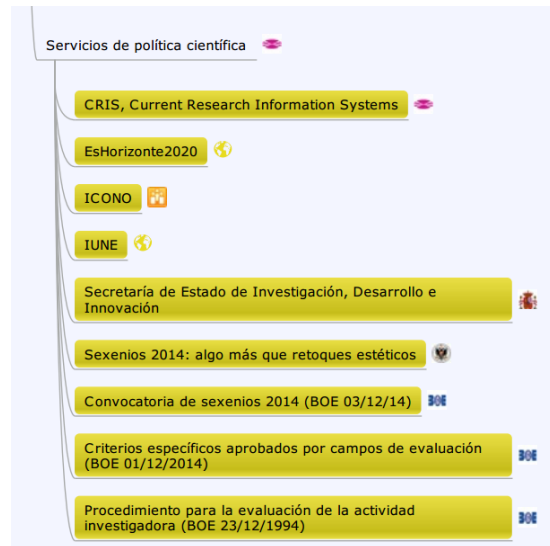 Servicios de política científica
CRIS, Current Research Information Systems
EsHorizonte2020
ICONO
IUNE
Secretaría de Estado de Investigación, Desarrollo e
Innovación
Sexenios 2014: algo más que retoques estéticos
Convocatoria de sexenios 2014 (BOE 03/12/14)
BOE
Criterios específicos aprobados por campos de evaluación
(BOE 01/12/2014)
BOE
Procedimiento para la evaluación de la actividad
investigadora (BOE 23/12/1994)
BOE